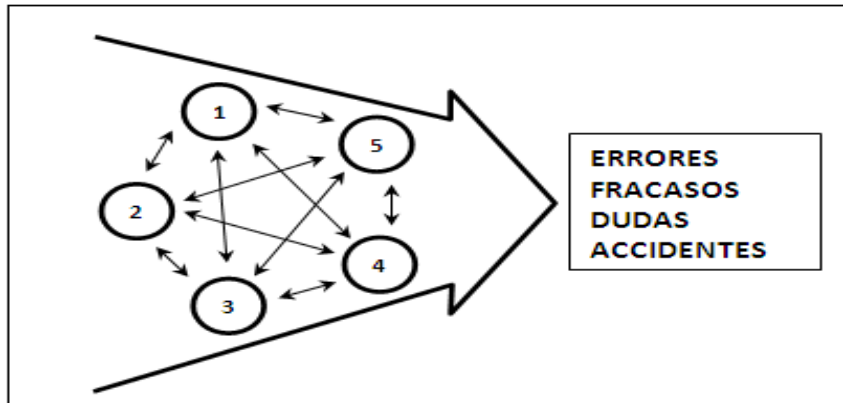 1
5
2
4
3
ERRORES
FRACASOS
DUDAS
ACCIDENTES